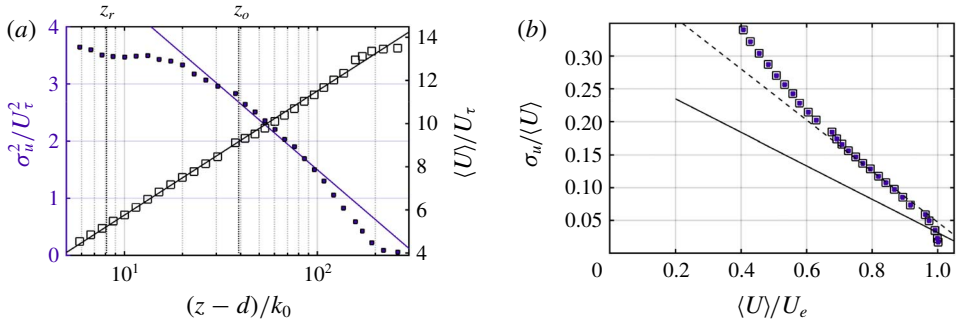 (a)
z_r
z_o
4
3
2
1
0
σ_u^2/U_τ^2
14
12
10
8
6
4
⟨U⟩/U_τ
10^1
10^2
(z – d)/k_0
(b)
0.35
0.30
0.25
0.20
0.15
0.10
0.05
σ_u/⟨U⟩
0
0.2
0.4
0.6
0.8
1.0
⟨U⟩/U_e